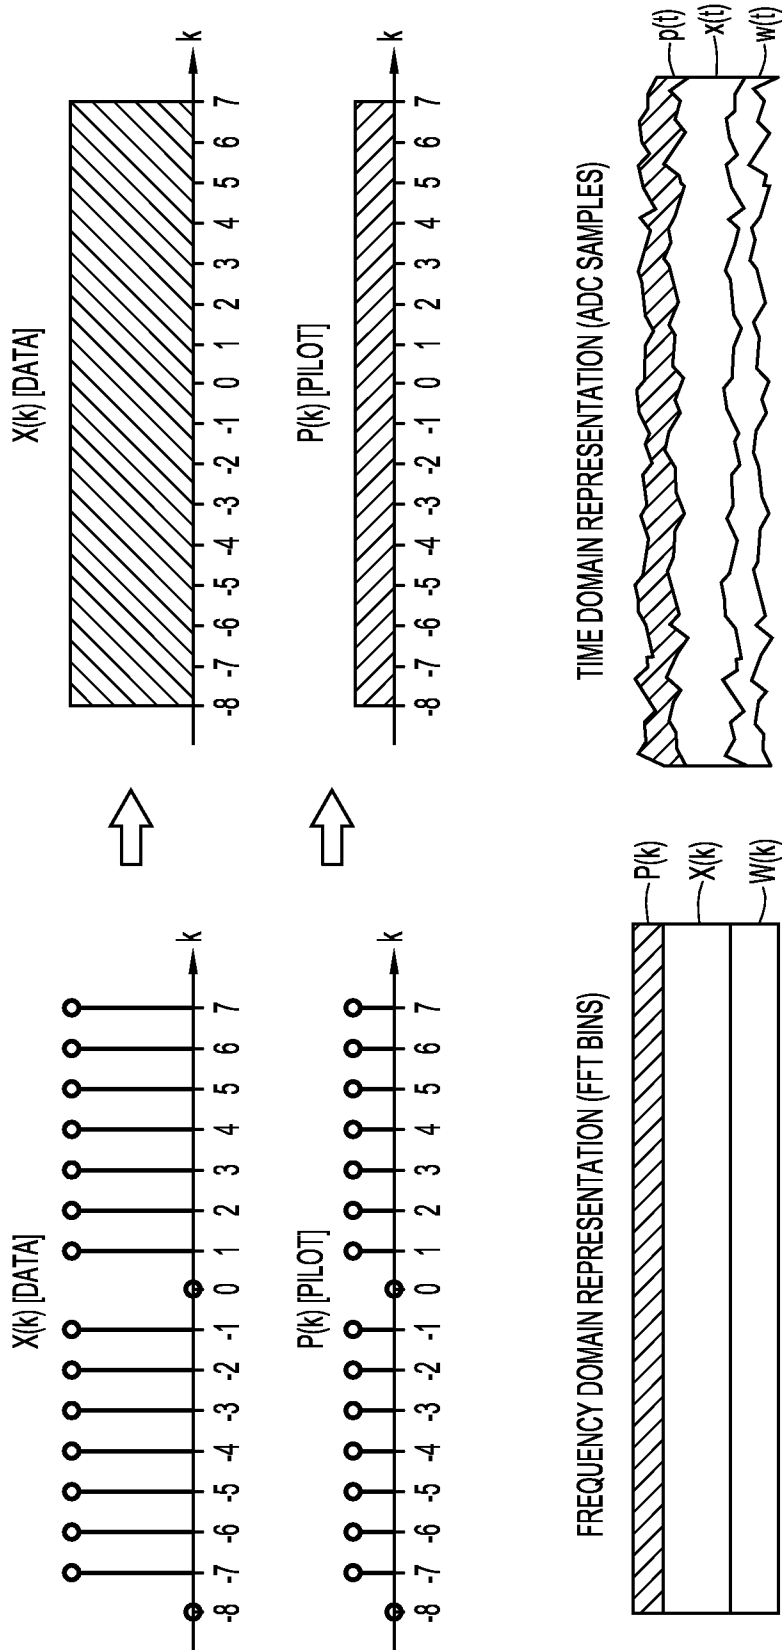 X(k) [DATA]
-8 -7 -6 -5 -4 -3 -2 -1 0 1 2 3 4 5 6 7 k
X(k) [DATA]
-8 -7 -6 -5 -4 -3 -2 -1 0 1 2 3 4 5 6 7 k
P(k) [PILOT]
-8 -7 -6 -5 -4 -3 -2 -1 0 1 2 3 4 5 6 7 k
P(k) [PILOT]
-8 -7 -6 -5 -4 -3 -2 -1 0 1 2 3 4 5 6 7 k
FREQUENCY DOMAIN REPRESENTATION (FFT BINS)
P(k)
X(k)
W(k)
TIME DOMAIN REPRESENTATION (ADC SAMPLES)
p(t)
x(t)
w(t)